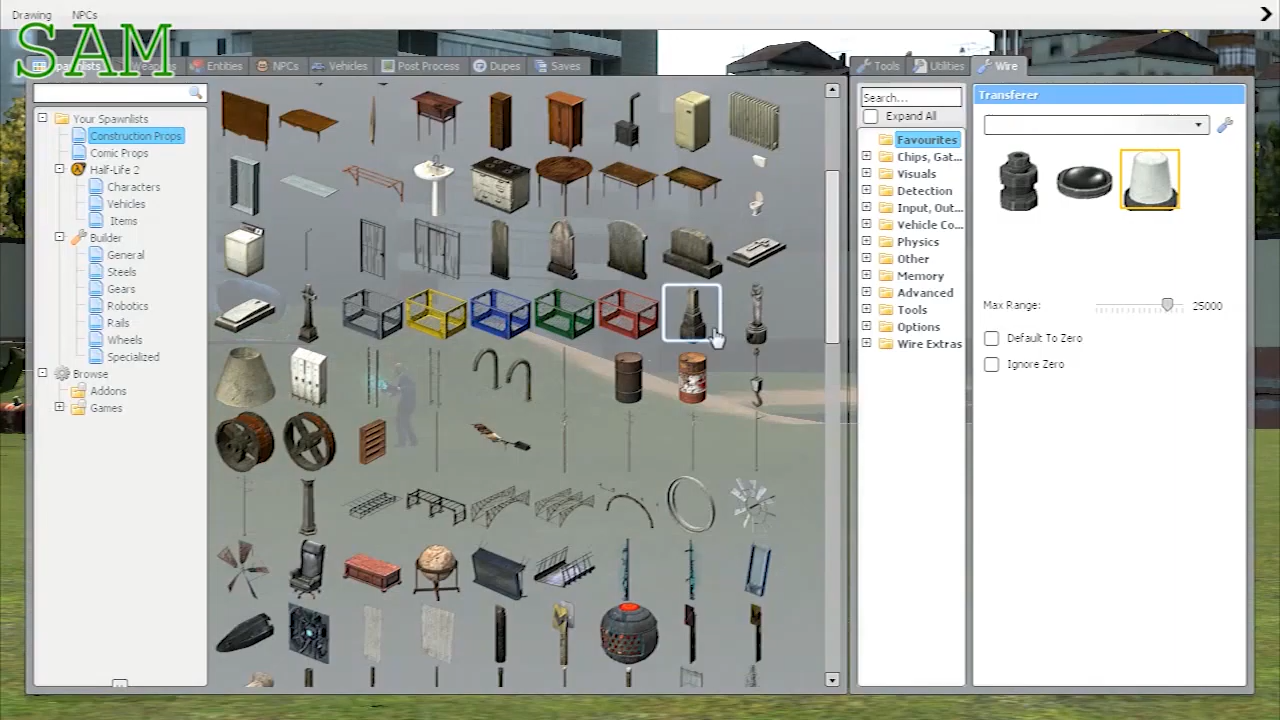 Drawing NPCs
SAM
Spawnlists Weapons Entities NPCs Vehicles Post Process Dupes Saves
Tools Utilities Wire
Your Spawnlists
Construction Props
Comic Props
Half-Life 2
Characters
Vehicles
Items
Builder
General
Steels
Gears
Robotics
Rails
Wheels
Specialized
Browse
Addons
Games
Search...
Expand All
Favourites
Chips, Gat...
Visuals
Detection
Input, Out...
Vehicle Co...
Physics
Other
Memory
Advanced
Tools
Options
Wire Extras
Transferer
Max Range: 25000
Default To Zero
Ignore Zero